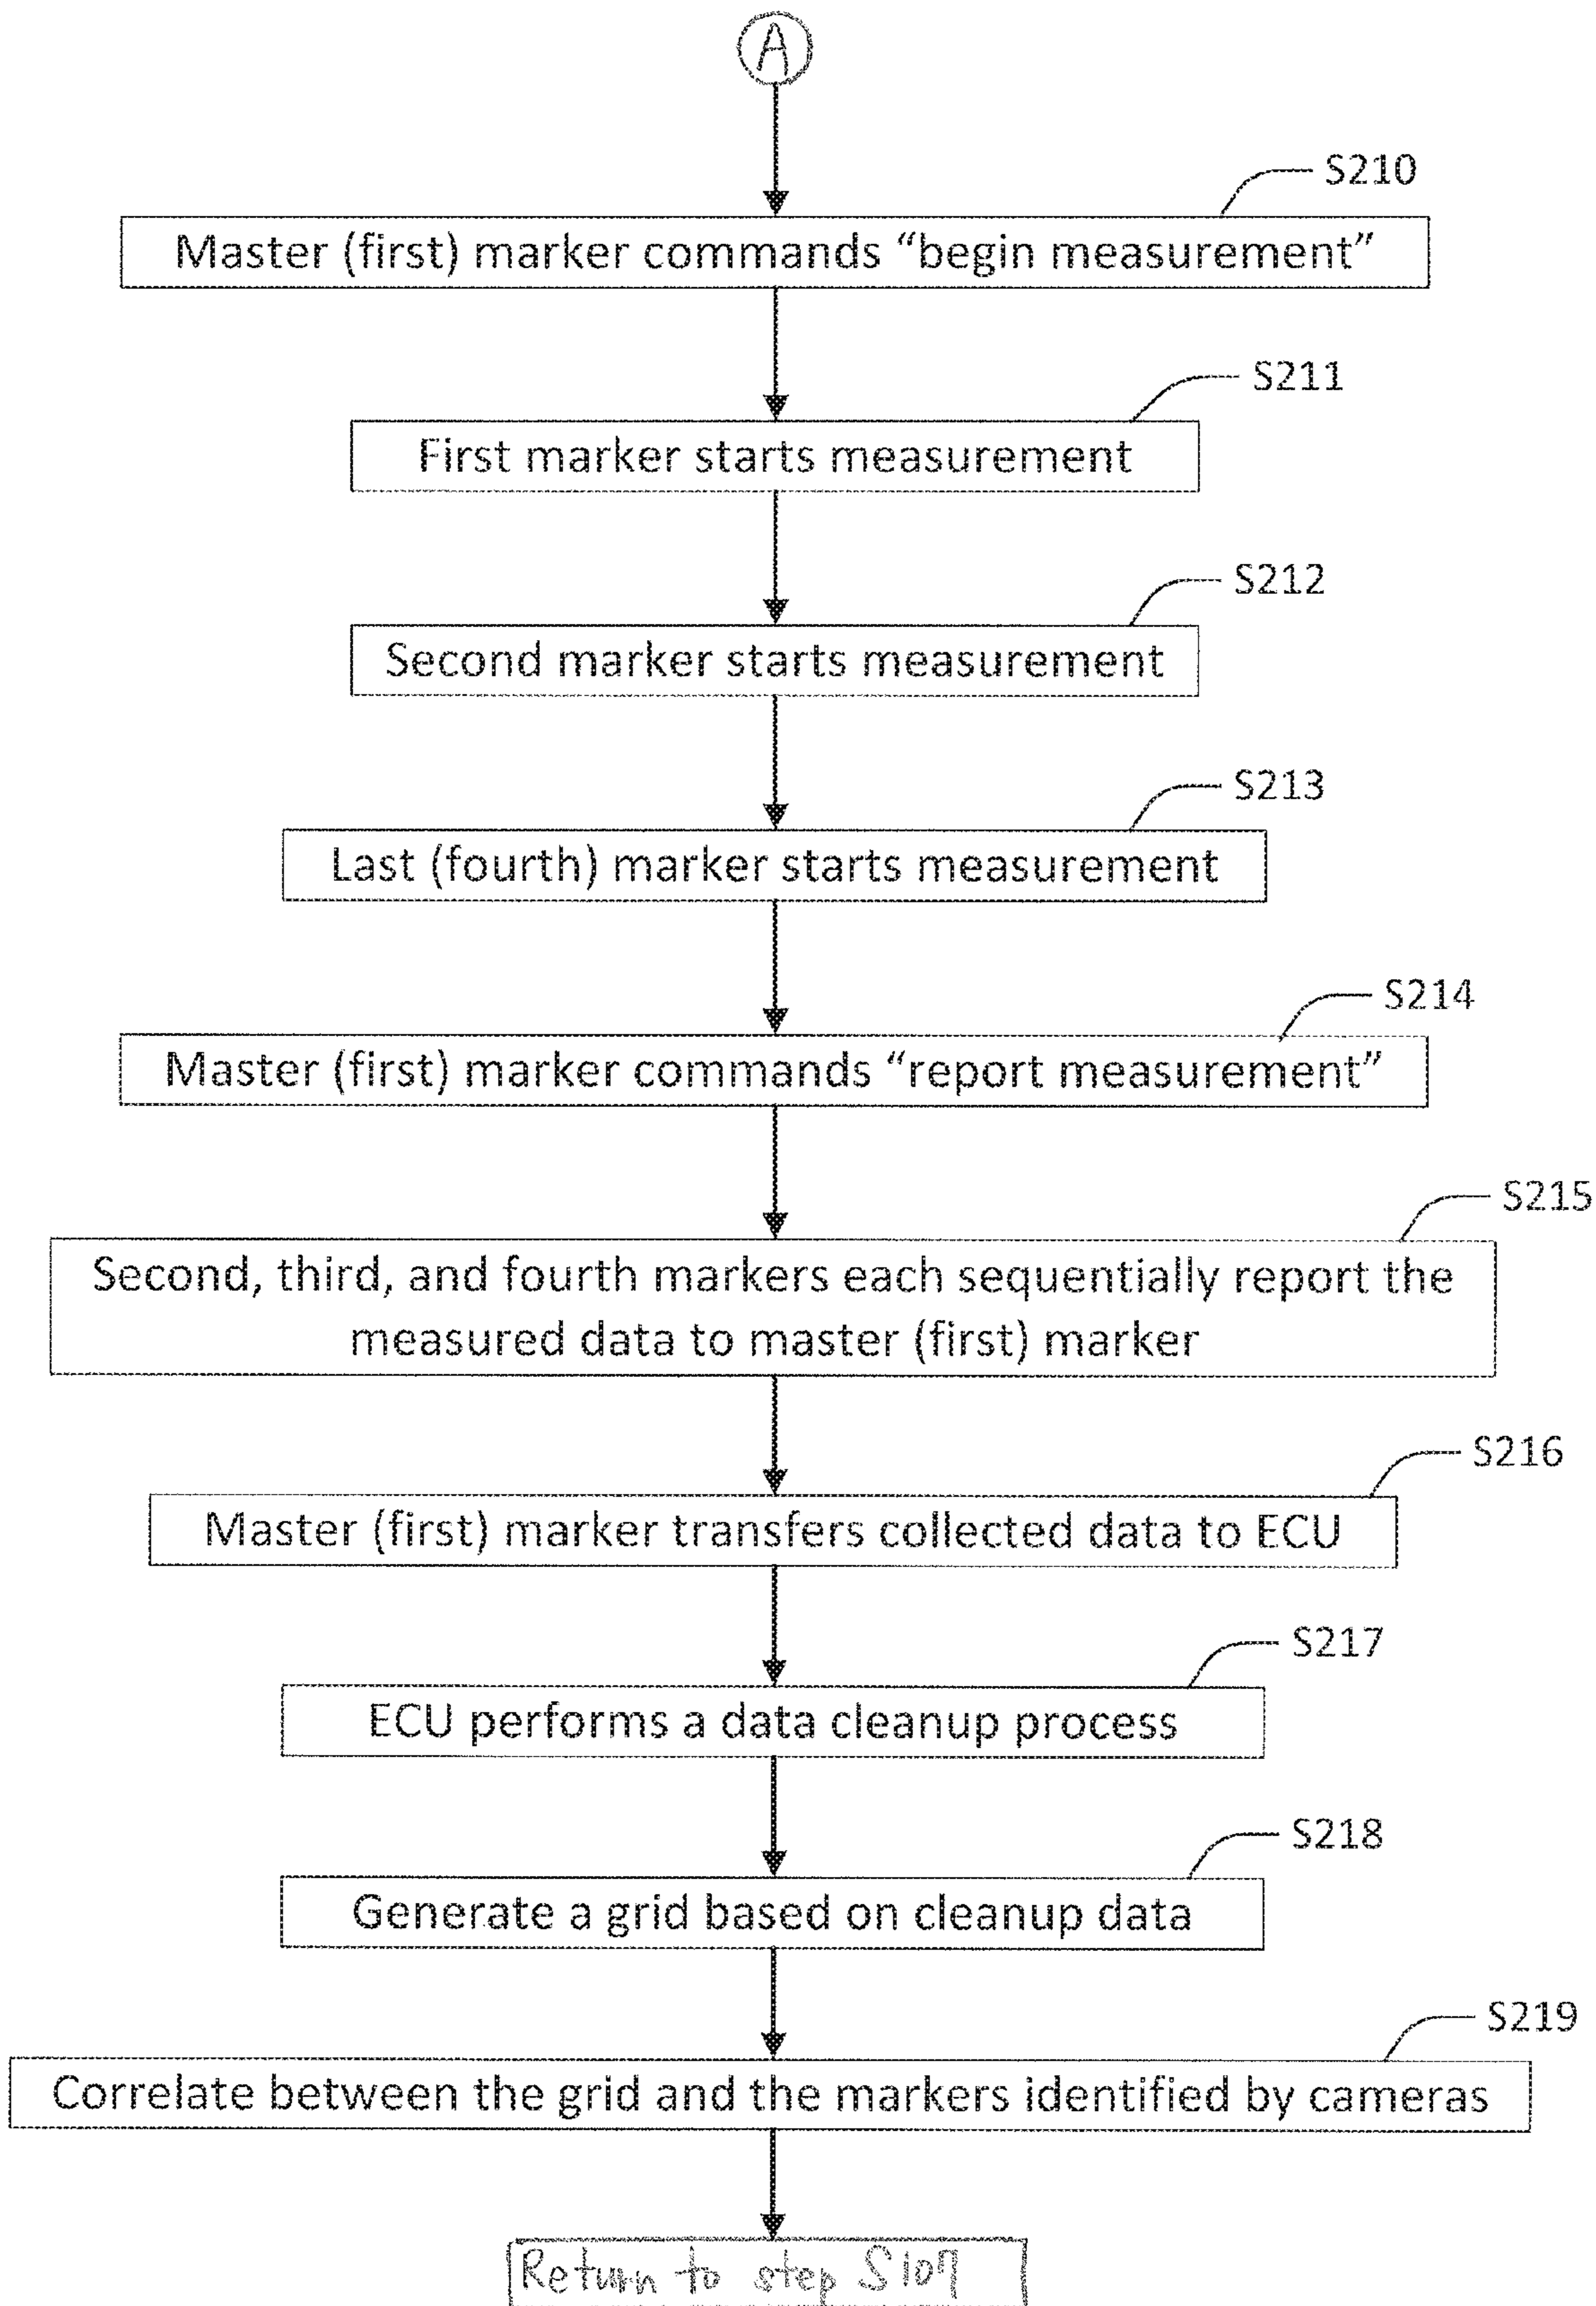 A
S210
Master (first) marker commands “begin measurement”
S211
First marker starts measurement
S212
Second marker starts measurement
S213
Last (fourth) marker starts measurement
S214
Master (first) marker commands “report measurement”
S215
Second, third, and fourth markers each sequentially report the
measured data to master (first) marker
S216
Master (first) marker transfers collected data to ECU
S217
ECU performs a data cleanup process
S218
Generate a grid based on cleanup data
S219
Correlate between the grid and the markers identified by cameras
Return to step S107